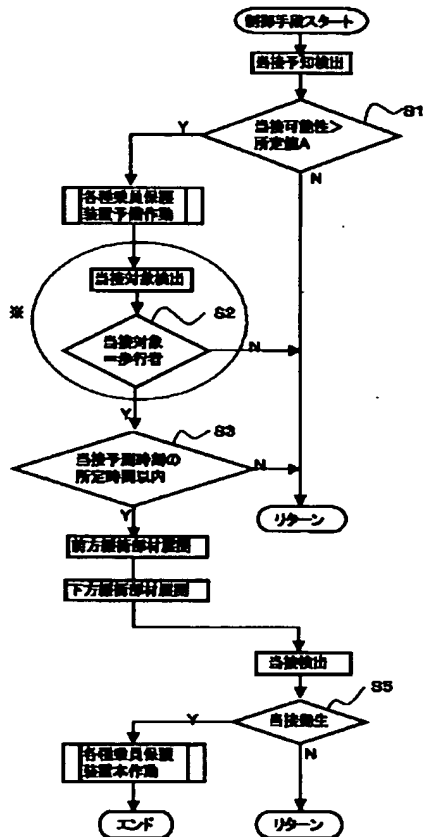 制御手段スタート
当接予知検出
S1
当接可能性＞
所定値A
Y
N
各種乗員保護
装置予備作動
※
当接対象検出
S2
当接対象
＝歩行者
N
Y
S3
当接予測時刻の
所定時間以内
N
Y
リターン
前方緩衝部材展開
下方緩衝部材展開
当接検出
S5
当接発生
Y
N
各種乗員保護
装置本作動
エンド
リターン